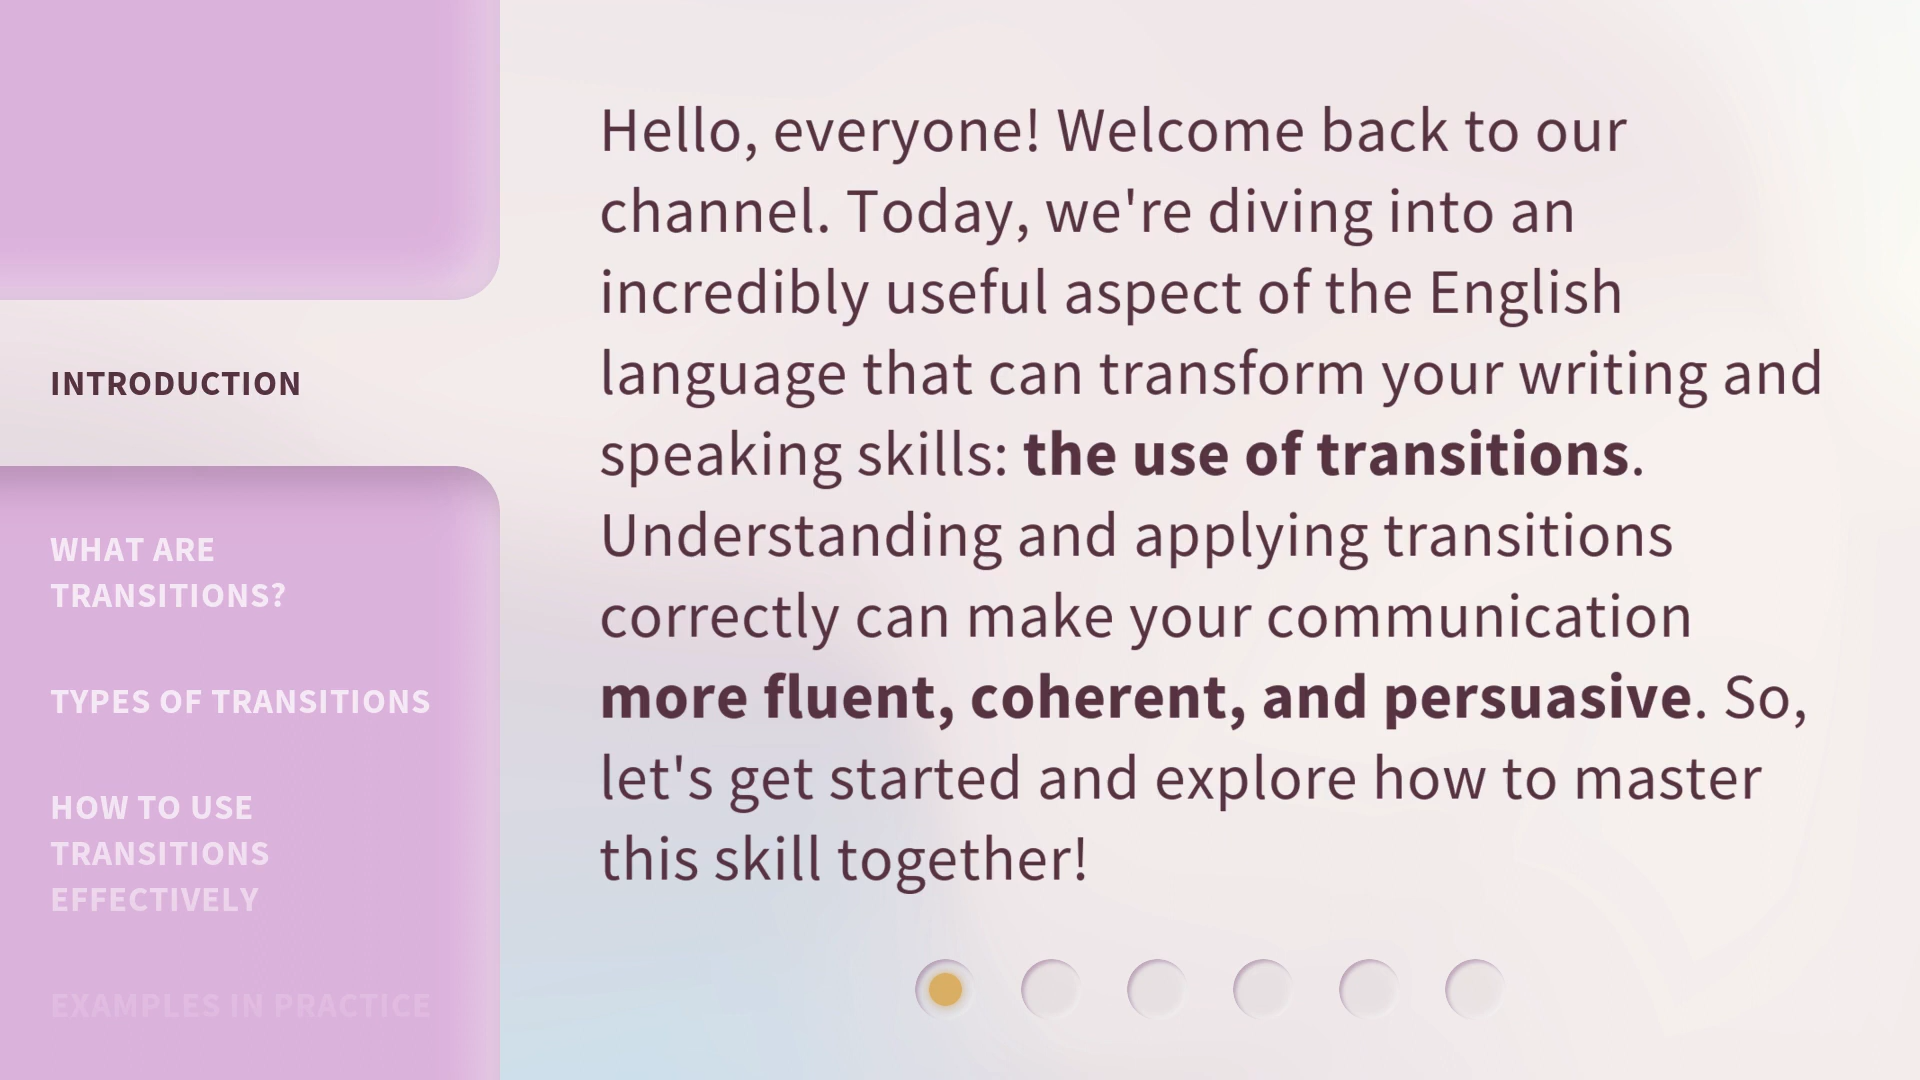 INTRODUCTION
WHAT ARE
TRANSITIONS?
TYPES OF TRANSITIONS
HOW TO USE
TRANSITIONS
EFFECTIVELY
EXAMPLES IN PRACTICE
Hello, everyone! Welcome back to our
channel. Today, we're diving into an
incredibly useful aspect of the English
language that can transform your writing and
speaking skills: the use of transitions.
Understanding and applying transitions
correctly can make your communication
more fluent, coherent, and persuasive. So,
let's get started and explore how to master
this skill together!